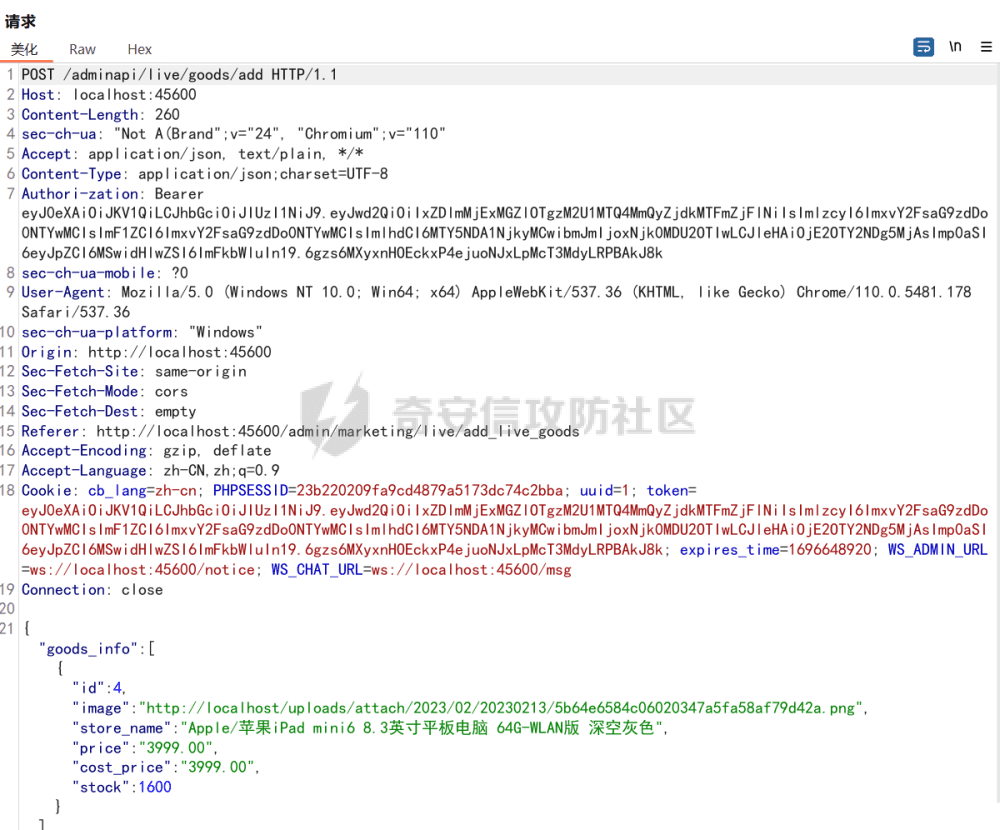 请求
美化 Raw Hex
\n
1 POST /adminapi/live/goods/add HTTP/1.1
2 Host: localhost:45600
3 Content-Length: 260
4 sec-ch-ua: "Not A(Brand";v="24", "Chromium";v="110"
5 Accept: application/json, text/plain, */*
6 Content-Type: application/json;charset=UTF-8
7 Authori-zation: Bearer
8 sec-ch-ua-mobile: ?0
9 User-Agent: Mozilla/5.0 (Windows NT 10.0; Win64; x64) AppleWebKit/537.36 (KHTML, like Gecko) Chrome/110.0.5481.178
Safari/537.36
10 sec-ch-ua-platform: "Windows"
11 Origin: http://localhost:45600
12 Sec-Fetch-Site: same-origin
13 Sec-Fetch-Mode: cors
14 Sec-Fetch-Dest: empty
奇安信攻防社区
15 Referer: http://localhost:45600/admin/marketing/live/add_live_goods
16 Accept-Encoding: gzip, deflate
17 Accept-Language: zh-CN,zh;q=0.9
18 Cookie: cb_lang=zh-cn; PHPSESSID=23b220209fa9cd4879a5173dc74c2bba; uuid=1; token=
expires_time=1696648920; WS_ADMIN_URL
=ws://localhost:45600/notice; WS_CHAT_URL=ws://localhost:45600/msg
19 Connection: close
20
21 {
"goods_info":[
{
"id":4,
"image":"http://localhost/uploads/attach/2023/02/20230213/5b64e6584c06020347a5fa58af79d42a.png",
"store_name":"Apple/苹果iPad mini6 8.3英寸平板电脑 64G-WLAN版 深空灰色",
"price":"3999.00",
"cost_price":"3999.00",
"stock":1600
}
]